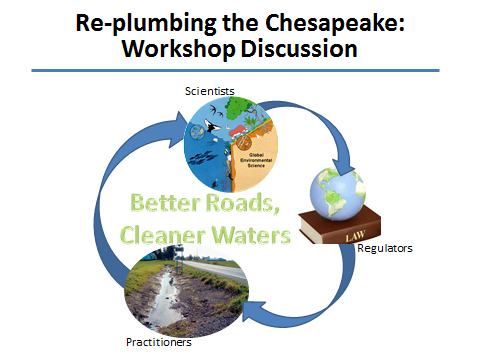 Re-plumbing the Chesapeake:
Workshop Discussion
Scientists
Global
Environmental
Science
Better Roads,
Cleaner Waters
LAW
Regulators
Practitioners